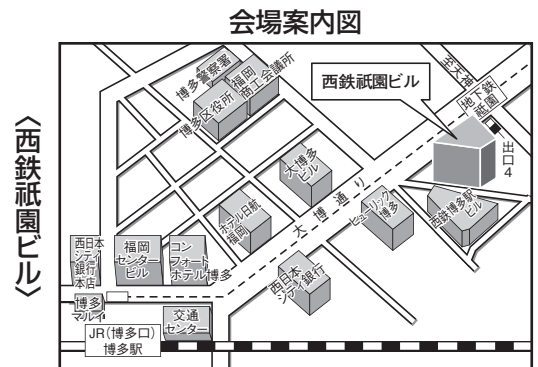 会場案内図
〈西鉄祇園ビル〉
博多警察署
福岡
商工会議所
博多区役所
西鉄祇園ビル
至天神
地下鉄
祇園
出口4
大博多
ビル
大博通り
ホテル日航
福岡
ヒューリック
博多
西鉄博多駅
ビル
西日本
シティ
銀行
本店
福岡
センター
ビル
コン
フォート
ホテル博多
西日本
シティ銀行
博多
マルイ
交通
センター
JR(博多口)
博多駅